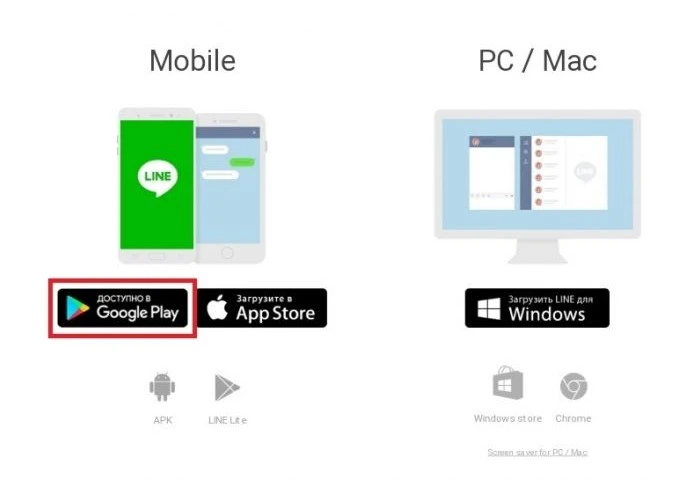 Mobile
PC / Mac
LINE
LINE
ДОСТУПНО В
Google Play
Загрузите в
App Store
Загрузить LINE для
Windows
APK
LINE Lite
Windows store
Chrome
Screen saver for PC / Mac